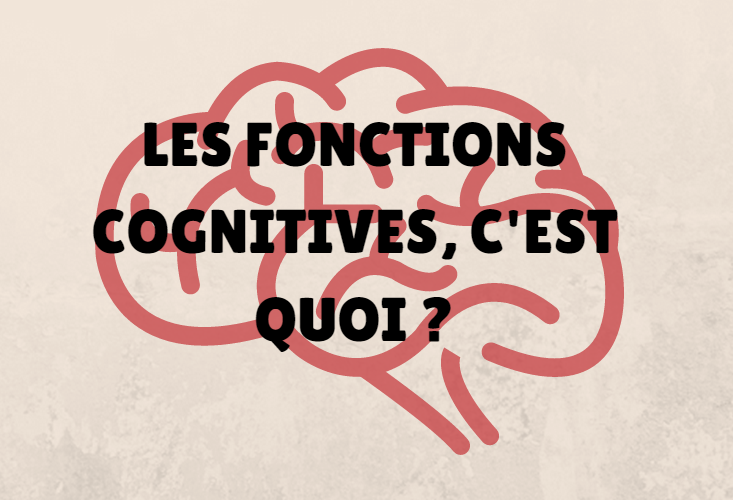 LES FONCTIONS
COGNITIVES, C'EST
QUOI ?